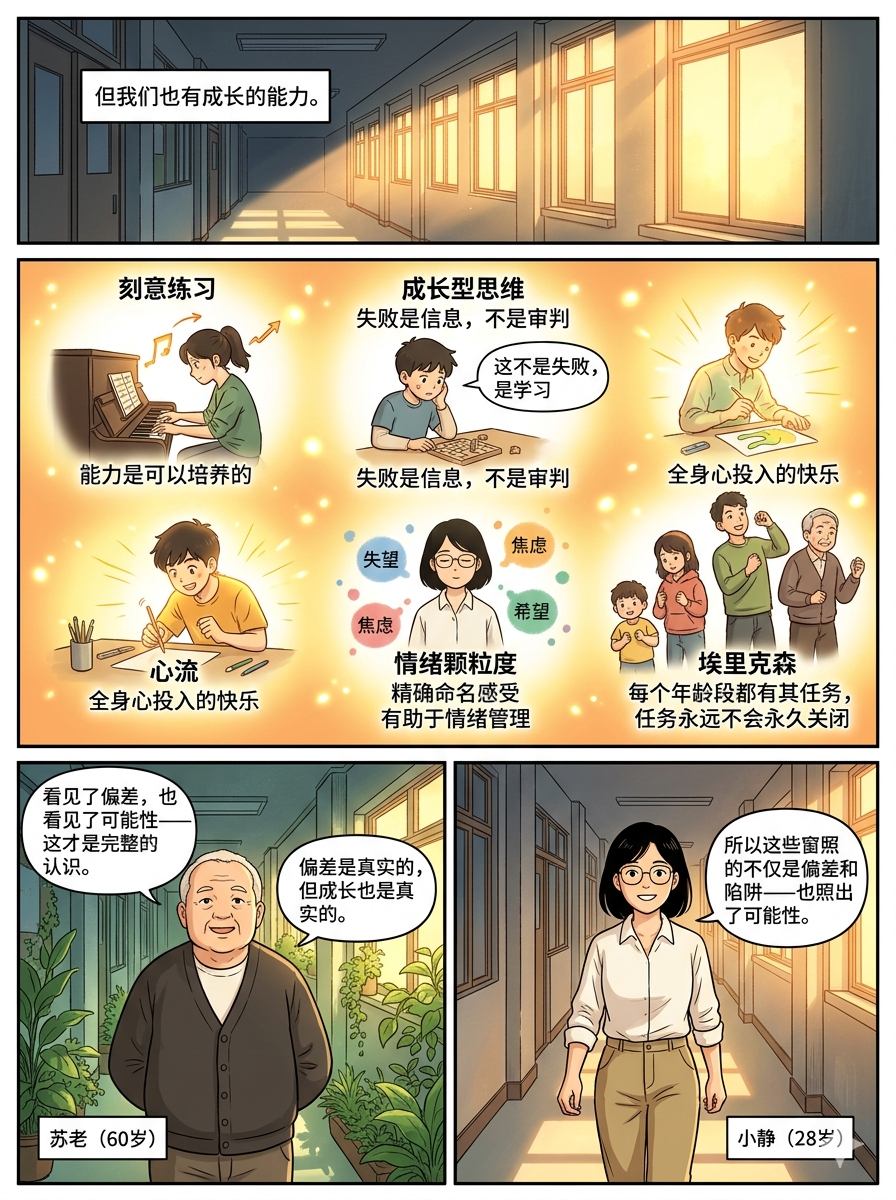 但我们也有成长的能力。
刻意练习
能力是可以培养的
成长型思维
失败是信息，不是审判
这不是失败，
是学习
失败是信息，不是审判
全身心投入的快乐
心流
全身心投入的快乐
失望
焦虑
焦虑
希望
情绪颗粒度
精确命名感受
有助于情绪管理
埃里克森
每个年龄段都有其任务，
任务永远不会永久关闭
看见了偏差，也
看见了可能性——
这才是完整的
认识。
偏差是真实的，
但成长也是真
实的。
苏老（60岁）
所以这些窗照
的不仅是偏差和
陷阱——也照出
了可能性。
小静（28岁）